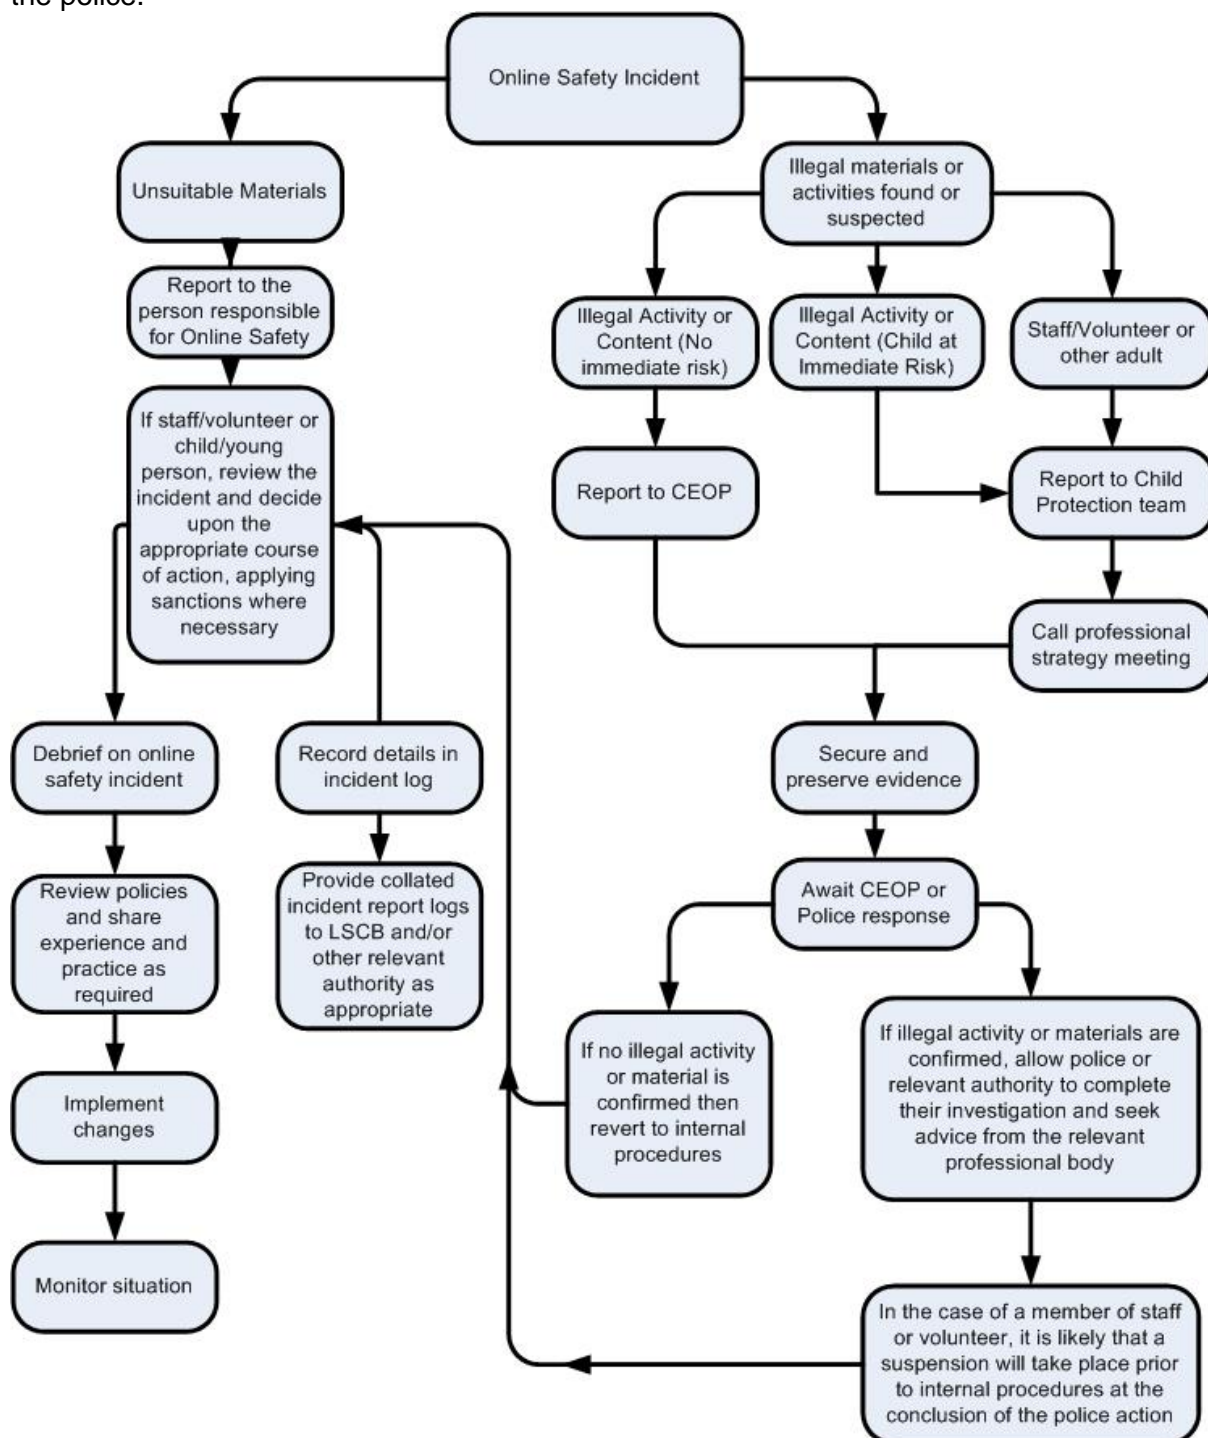 the police.
Online Safety Incident
Unsuitable Materials
Report to the
person responsible
for Online Safety
If staff/volunteer or
child/young
person, review the
incident and decide
upon the
appropriate course
of action, applying
sanctions where
necessary
Debrief on online
safety incident
Review policies
and share
experience and
practice as
required
Implement
changes
Monitor situation
Record details in
incident log
Provide collated
incident report logs
to LSCB and/or
other relevant
authority as
appropriate
Illegal materials or
activities found or
suspected
Illegal Activity or
Content (No
immediate risk)
Illegal Activity or
Content (Child at
Immediate Risk)
Staff/Volunteer or
other adult
Report to CEOP
Report to Child
Protection team
Call professional
strategy meeting
Secure and
preserve evidence
Await CEOP or
Police response
If no illegal activity
or material is
confirmed then
revert to internal
procedures
If illegal activity or materials are
confirmed, allow police or
relevant authority to complete
their investigation and seek
advice from the relevant
professional body
In the case of a member of staff
or volunteer, it is likely that a
suspension will take place prior
to internal procedures at the
conclusion of the police action